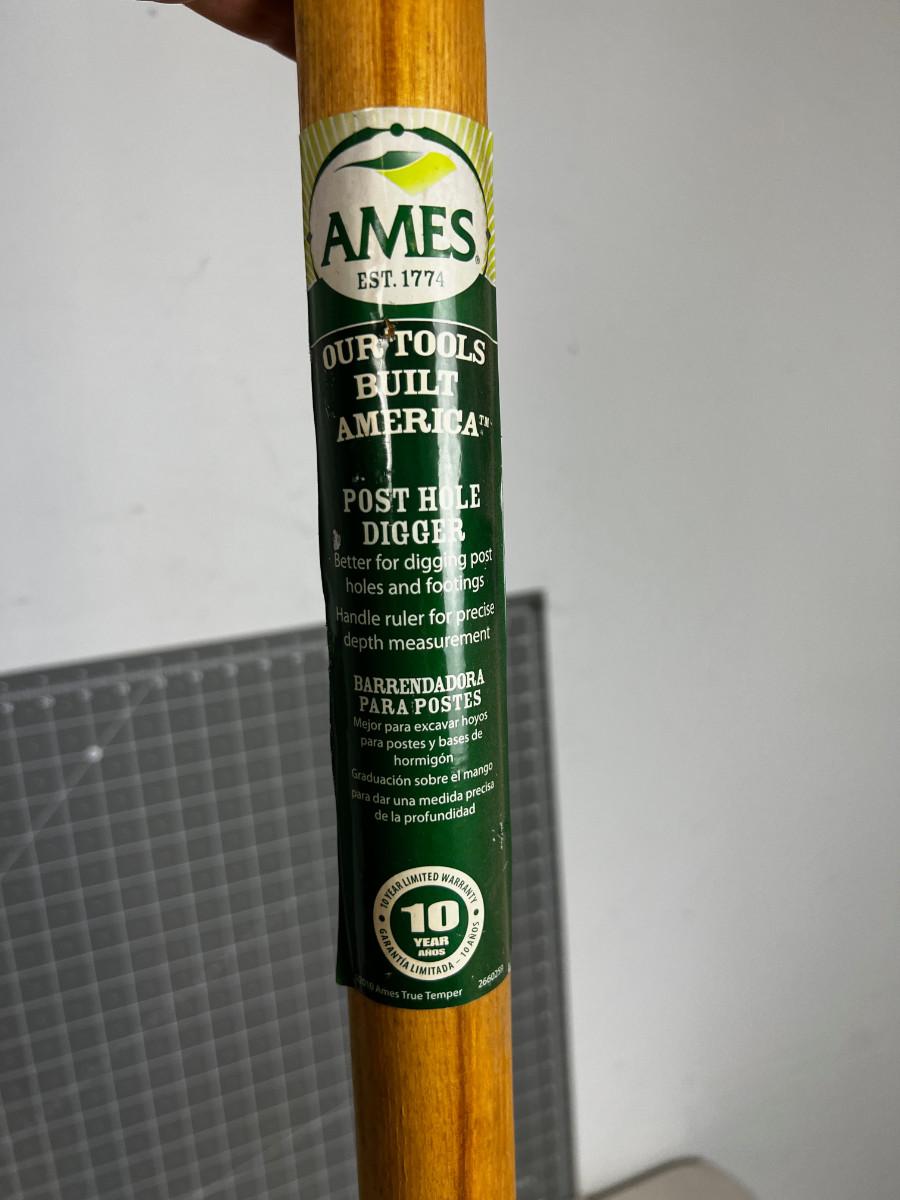 AMES®
EST. 1774
OUR TOOLS
BUILT
AMERICA™
POST HOLE
DIGGER
Better for digging post
holes and footings
Handle ruler for precise
depth measurement
BARRENDADORA
PARA POSTES
Mejor para excavar hoyos
para postes y bases de
hormigón
Graduación sobre el mango
para dar una medida precisa
de la profundidad
10 YEAR LIMITED WARRANTY
10
YEAR
AÑOS
GARANTÍA LIMITADA – 10 AÑOS
Ames True Temper